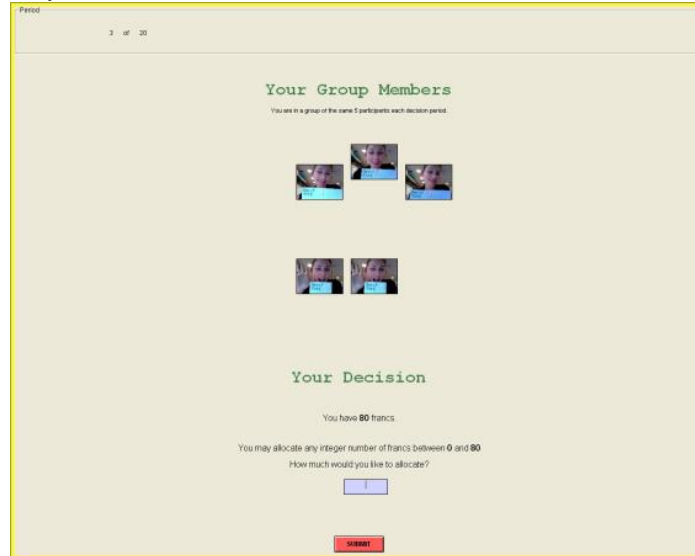 Period
3 of 20
Your Group Members
You are in a group of the same 5 participants each decision period.
Your Decision
You have 80 francs.
You may allocate any integer number of francs between 0 and 80
How much would you like to allocate?
SUBMIT